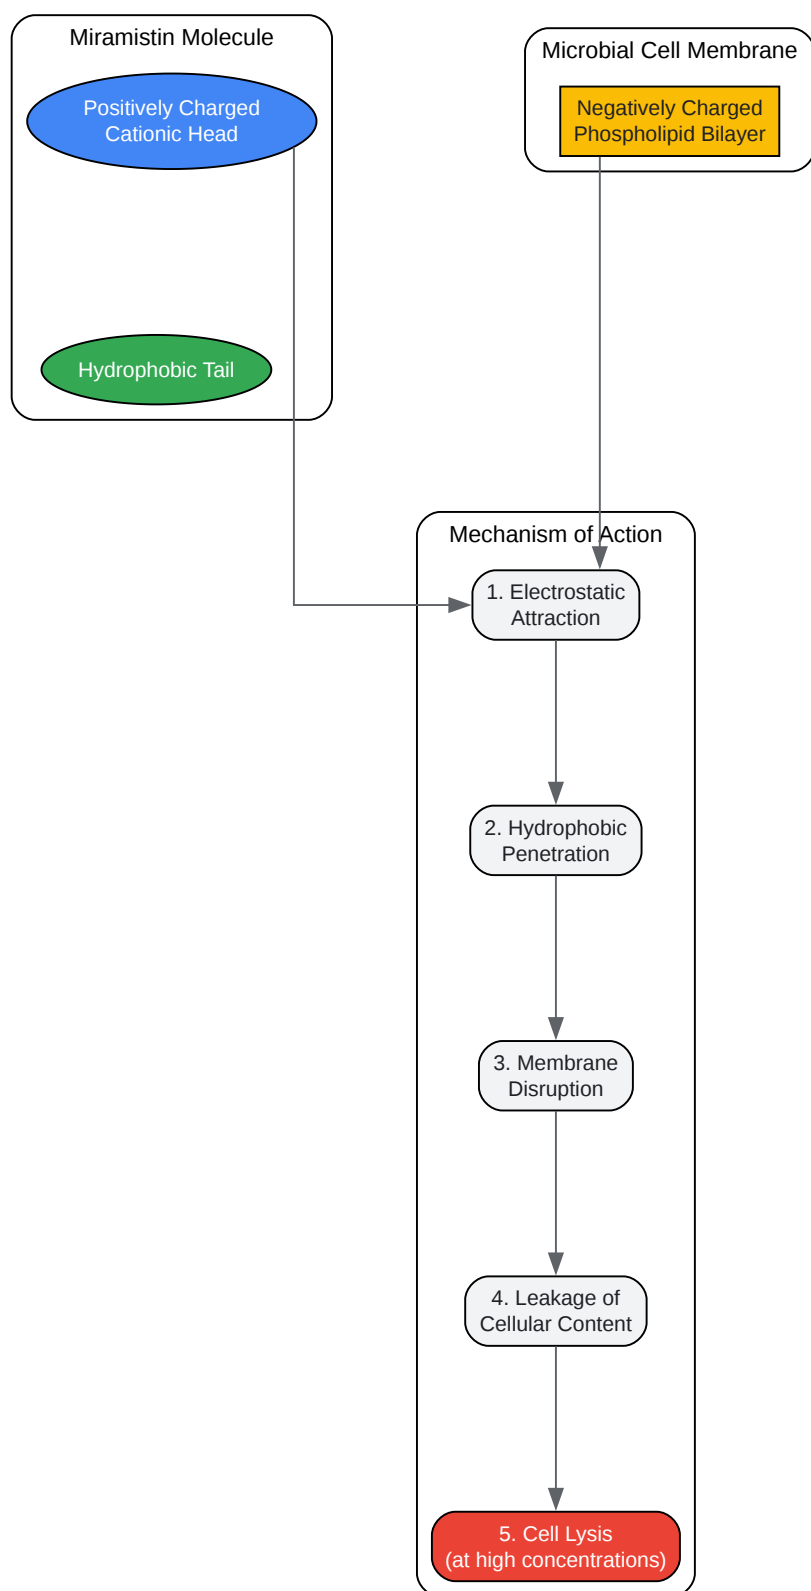 Miramistin Molecule
Positively Charged
Cationic Head
Hydrophobic Tail
Microbial Cell Membrane
Negatively Charged
Phospholipid Bilayer
Mechanism of Action
1. Electrostatic
Attraction
2. Hydrophobic
Penetration
3. Membrane
Disruption
4. Leakage of
Cellular Content
5. Cell Lysis
(at high concentrations)